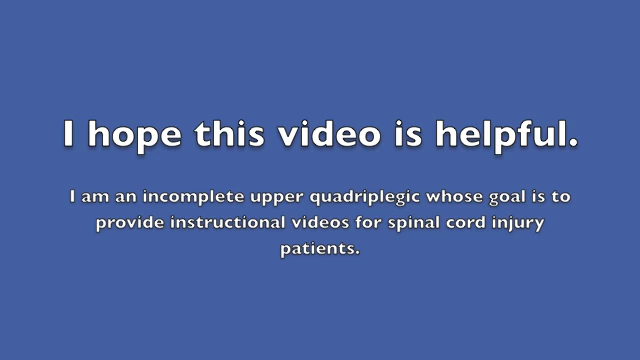 I hope this video is helpful.
I am an incomplete upper quadriplegic whose goal is to
provide instructional videos for spinal cord injury
patients.